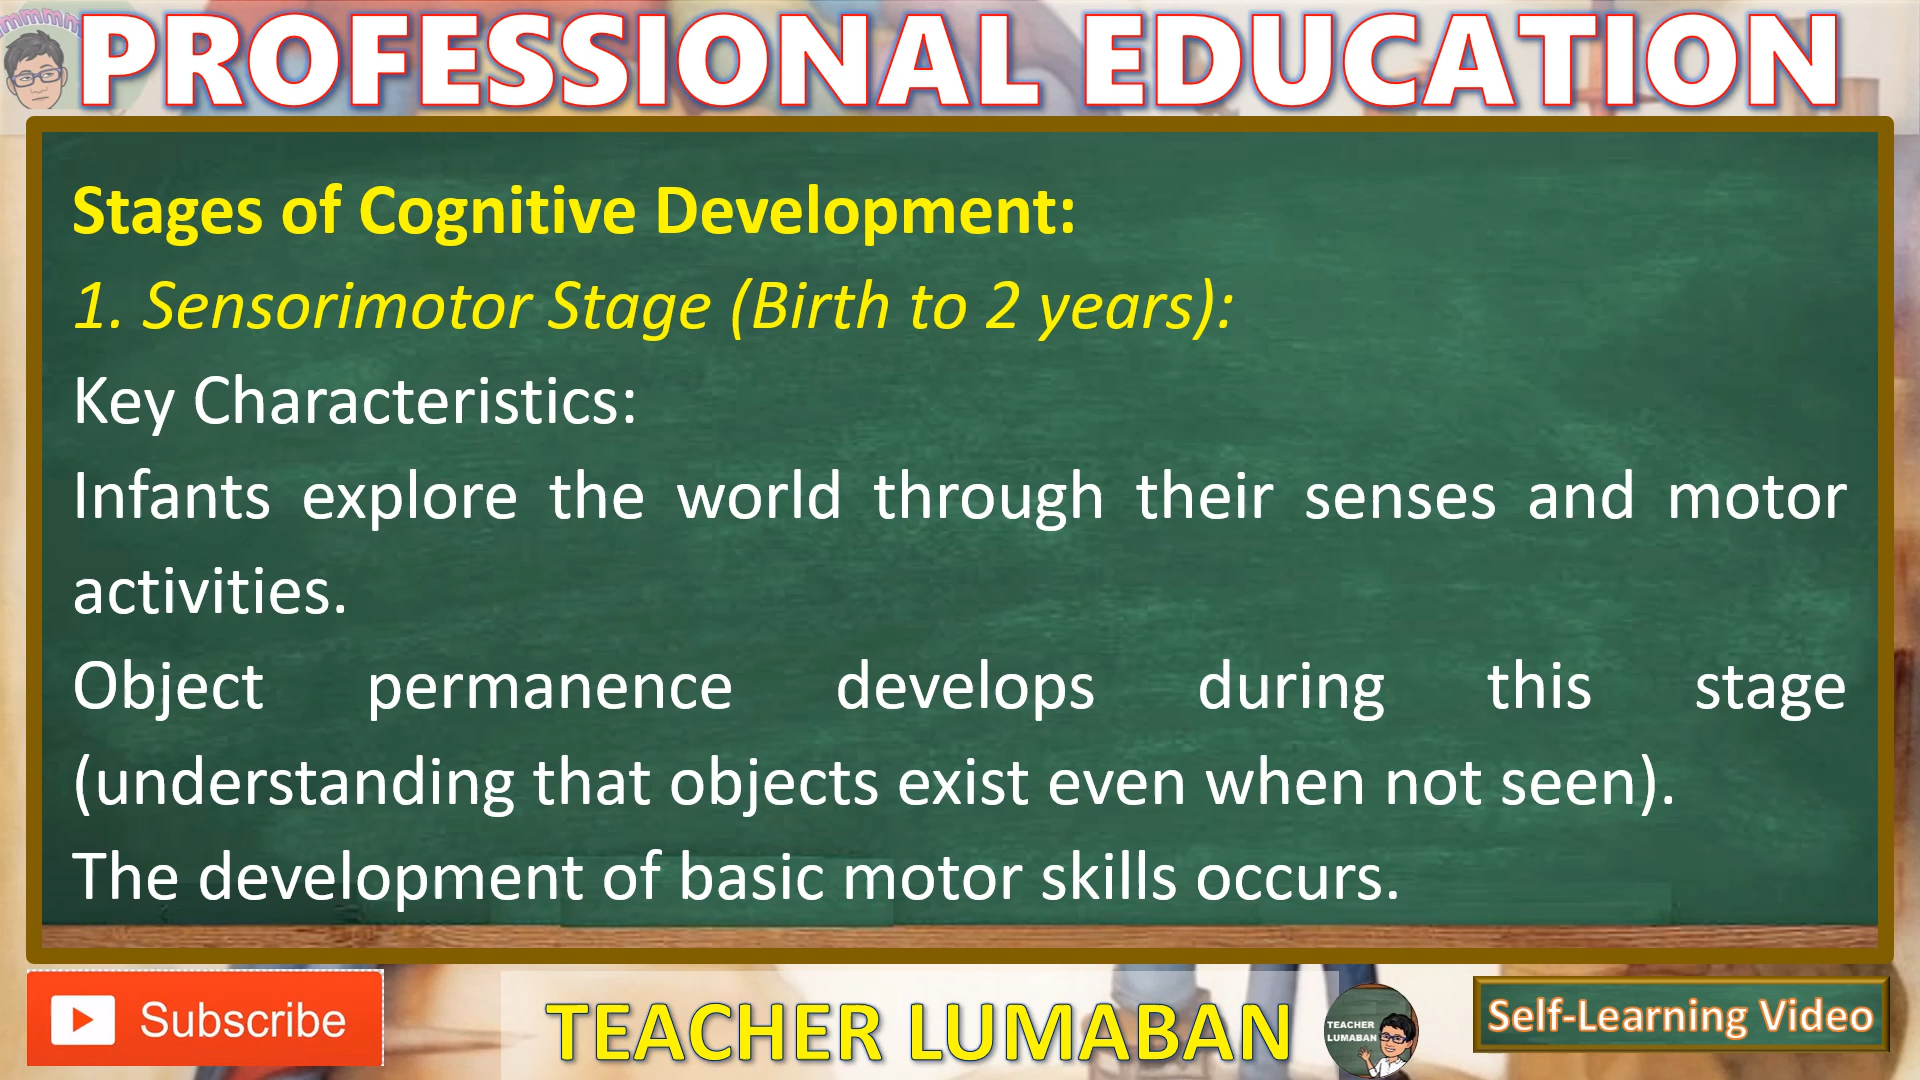 PROFESSIONAL EDUCATION
Stages of Cognitive Development:
1. Sensorimotor Stage (Birth to 2 years):
Key Characteristics:
Infants explore the world through their senses and motor
activities.
Object permanence develops during this stage
(understanding that objects exist even when not seen).
The development of basic motor skills occurs.
Subscribe
TEACHER LUMABAN
TEACHER
LUMABAN
Self-Learning Video